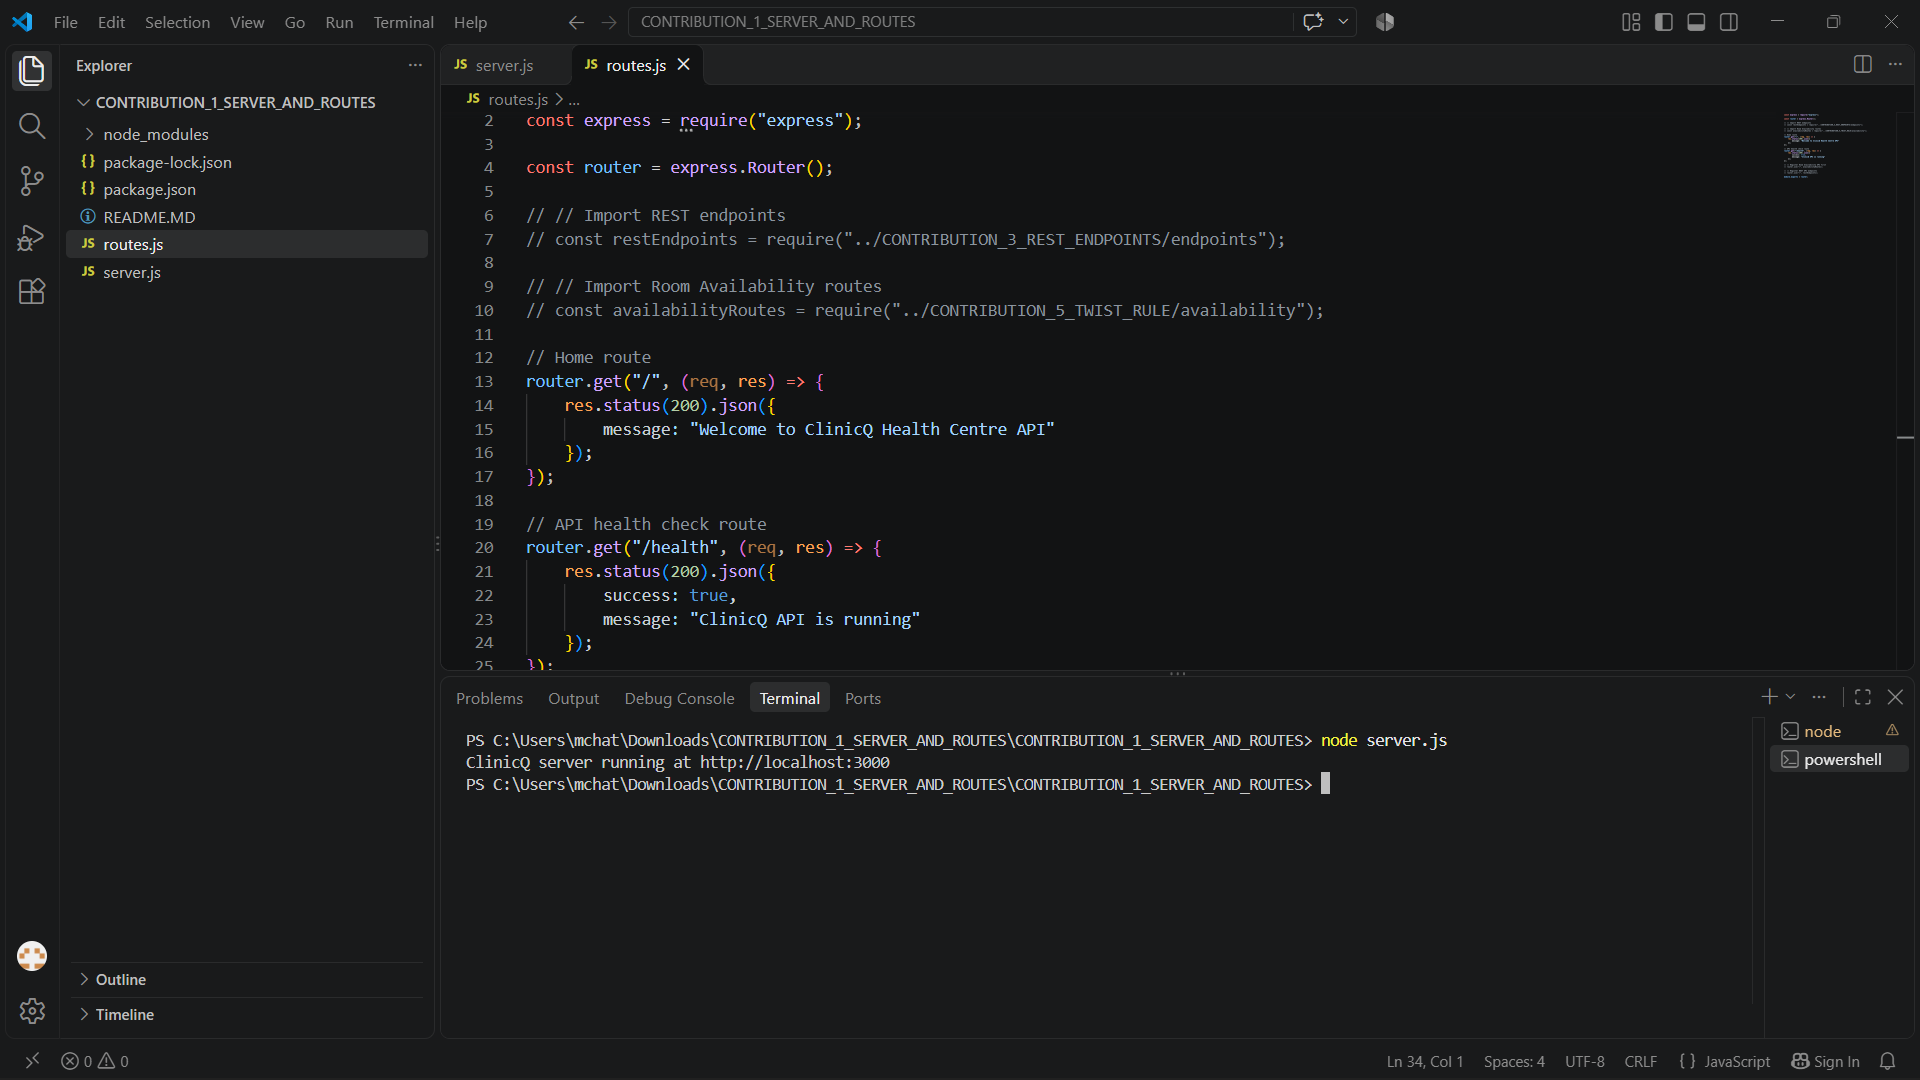 File Edit Selection View Go Run Terminal Help
CONTRIBUTION_1_SERVER_AND_ROUTES
Explorer
CONTRIBUTION_1_SERVER_AND_ROUTES
node_modules
{} package-lock.json
{} package.json
README.MD
JS routes.js
JS server.js
Outline
Timeline
JS server.js
JS routes.js
JS routes.js > ...
2 const express = require("express");
3
4 const router = express.Router();
5
6 // // Import REST endpoints
7 // const restEndpoints = require("../CONTRIBUTION_3_REST_ENDPOINTS/endpoints");
8
9 // // Import Room Availability routes
10 // const availabilityRoutes = require("../CONTRIBUTION_5_TWIST_RULE/availability");
11
12 // Home route
13 router.get("/", (req, res) => {
14 res.status(200).json({
15 message: "Welcome to ClinicQ Health Centre API"
16 });
17 });
18
19 // API health check route
20 router.get("/health", (req, res) => {
21 res.status(200).json({
22 success: true,
23 message: "ClinicQ API is running"
24 });
25 });
Problems Output Debug Console Terminal Ports
PS C:\Users\mchat\Downloads\CONTRIBUTION_1_SERVER_AND_ROUTES\CONTRIBUTION_1_SERVER_AND_ROUTES> node server.js
ClinicQ server running at http://localhost:3000
PS C:\Users\mchat\Downloads\CONTRIBUTION_1_SERVER_AND_ROUTES\CONTRIBUTION_1_SERVER_AND_ROUTES>
node
powershell
0 0
Ln 34, Col 1 Spaces: 4 UTF-8 CRLF {} JavaScript Sign In